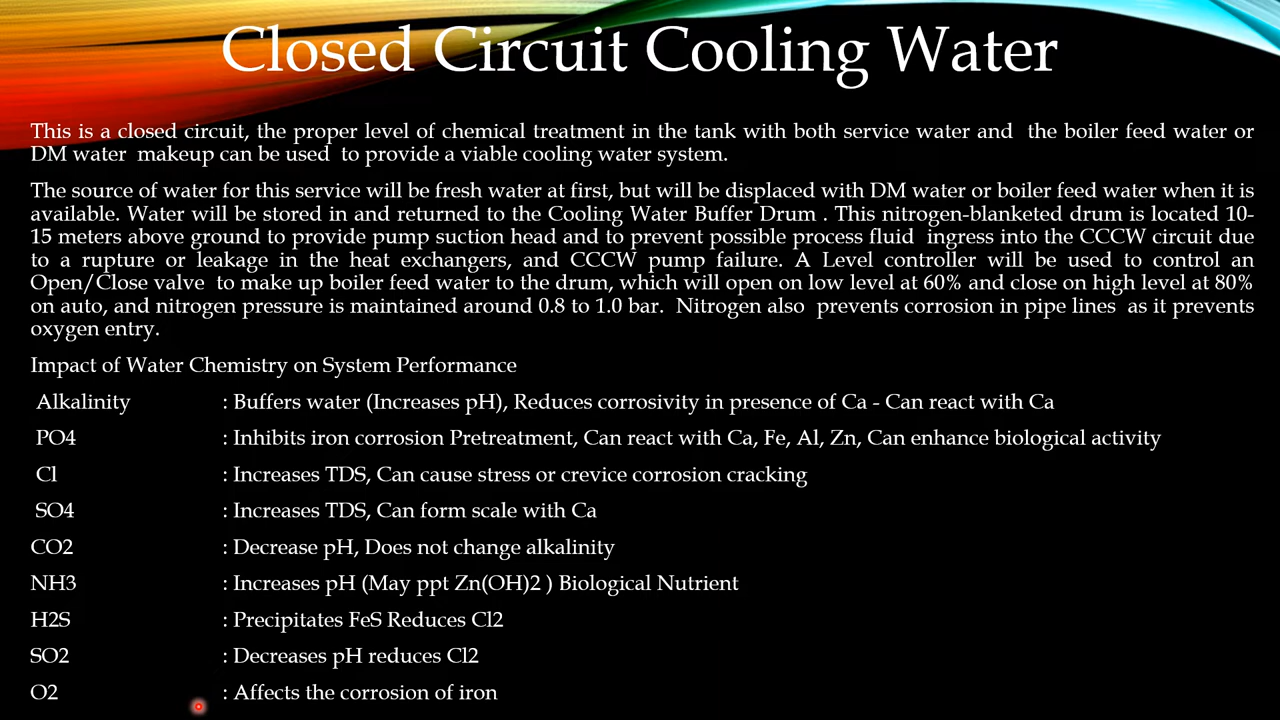 Closed Circuit Cooling Water
This is a closed circuit, the proper level of chemical treatment in the tank with both service water and the boiler feed water or
DM water makeup can be used to provide a viable cooling water system.
The source of water for this service will be fresh water at first, but will be displaced with DM water or boiler feed water when it is
available. Water will be stored in and returned to the Cooling Water Buffer Drum . This nitrogen-blanketed drum is located 10-
15 meters above ground to provide pump suction head and to prevent possible process fluid ingress into the CCCW circuit due
to a rupture or leakage in the heat exchangers, and CCCW pump failure. A Level controller will be used to control an
Open/Close valve to make up boiler feed water to the drum, which will open on low level at 60% and close on high level at 80%
on auto, and nitrogen pressure is maintained around 0.8 to 1.0 bar. Nitrogen also prevents corrosion in pipe lines as it prevents
oxygen entry.
Impact of Water Chemistry on System Performance
Alkalinity : Buffers water (Increases pH), Reduces corrosivity in presence of Ca - Can react with Ca
PO4 : Inhibits iron corrosion Pretreatment, Can react with Ca, Fe, Al, Zn, Can enhance biological activity
Cl : Increases TDS, Can cause stress or crevice corrosion cracking
SO4 : Increases TDS, Can form scale with Ca
CO2 : Decrease pH, Does not change alkalinity
NH3 : Increases pH (May ppt Zn(OH)2 ) Biological Nutrient
H2S : Precipitates FeS Reduces Cl2
SO2 : Decreases pH reduces Cl2
O2 : Affects the corrosion of iron